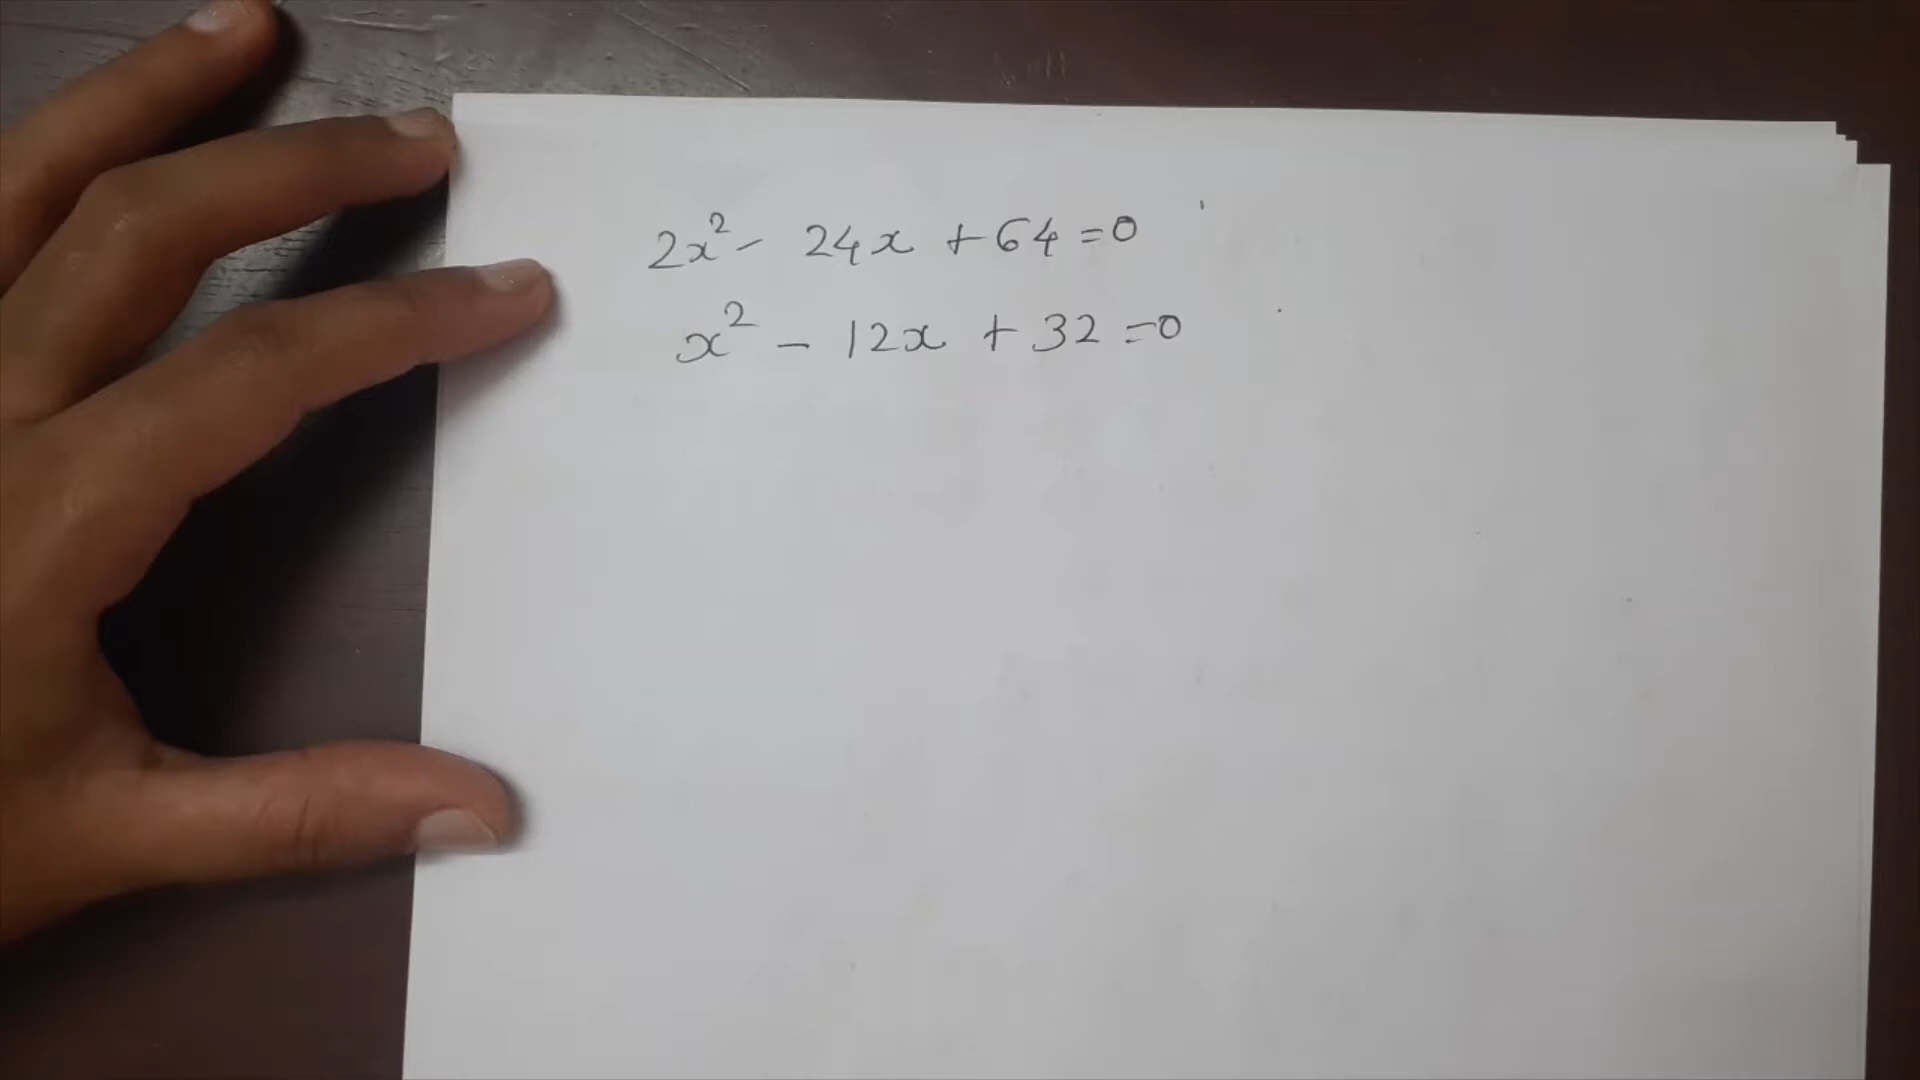 2x² - 24x + 64 = 0
x² - 12x + 32 = 0